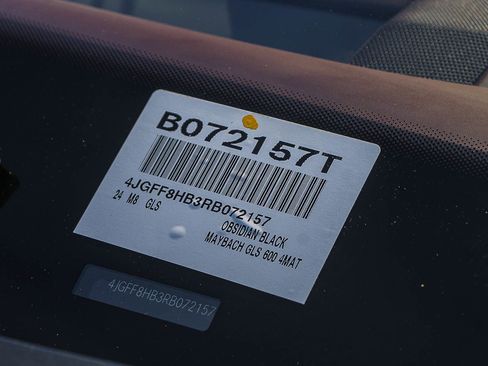 B072157T
4JGFF8HB3RB072157
24 M8 GLS
OBSIDIAN BLACK
MAYBACH GLS 600 4MAT
4JGFF8HB3RB072157